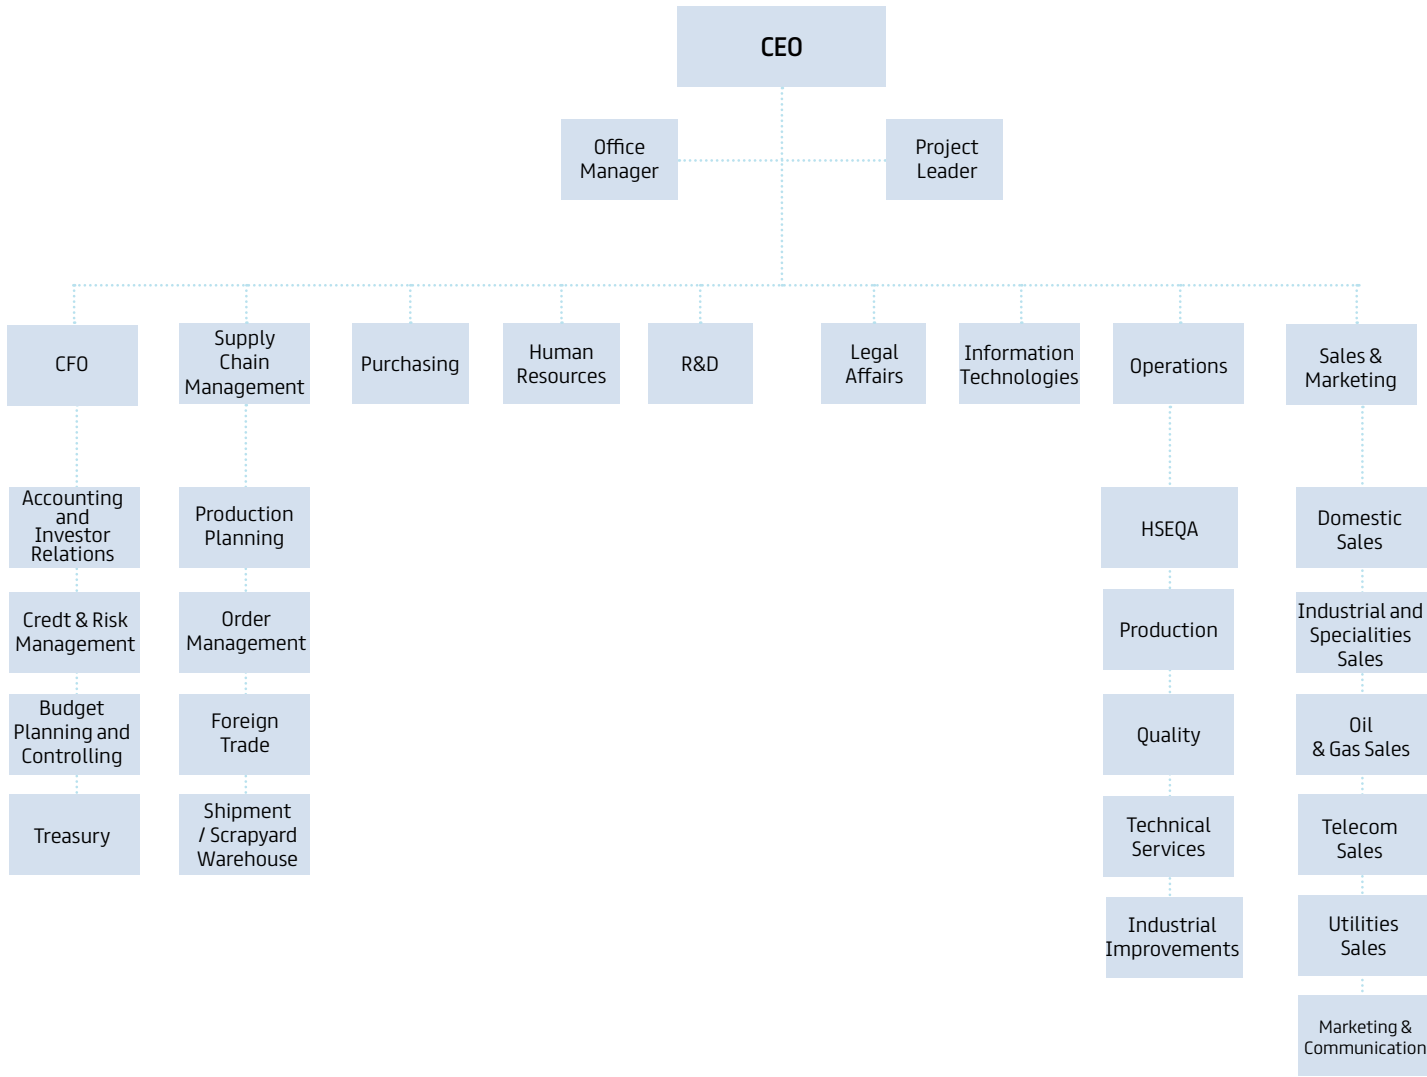 CEO
Office
Manager
Project
Leader
CFO
Supply
Chain
Management
Purchasing
Human
Resources
R&D
Legal
Affairs
Information
Technologies
Operations
Sales &
Marketing
Accounting
and
Investor
Relations
Credt & Risk
Management
Budget
Planning and
Controlling
Treasury
Production
Planning
Order
Management
Foreign
Trade
Shipment
/ Scrapyard
Warehouse
HSEQA
Production
Quality
Technical
Services
Industrial
Improvements
Domestic
Sales
Industrial and
Specialities
Sales
Oil
& Gas Sales
Telecom
Sales
Utilities
Sales
Marketing &
Communication